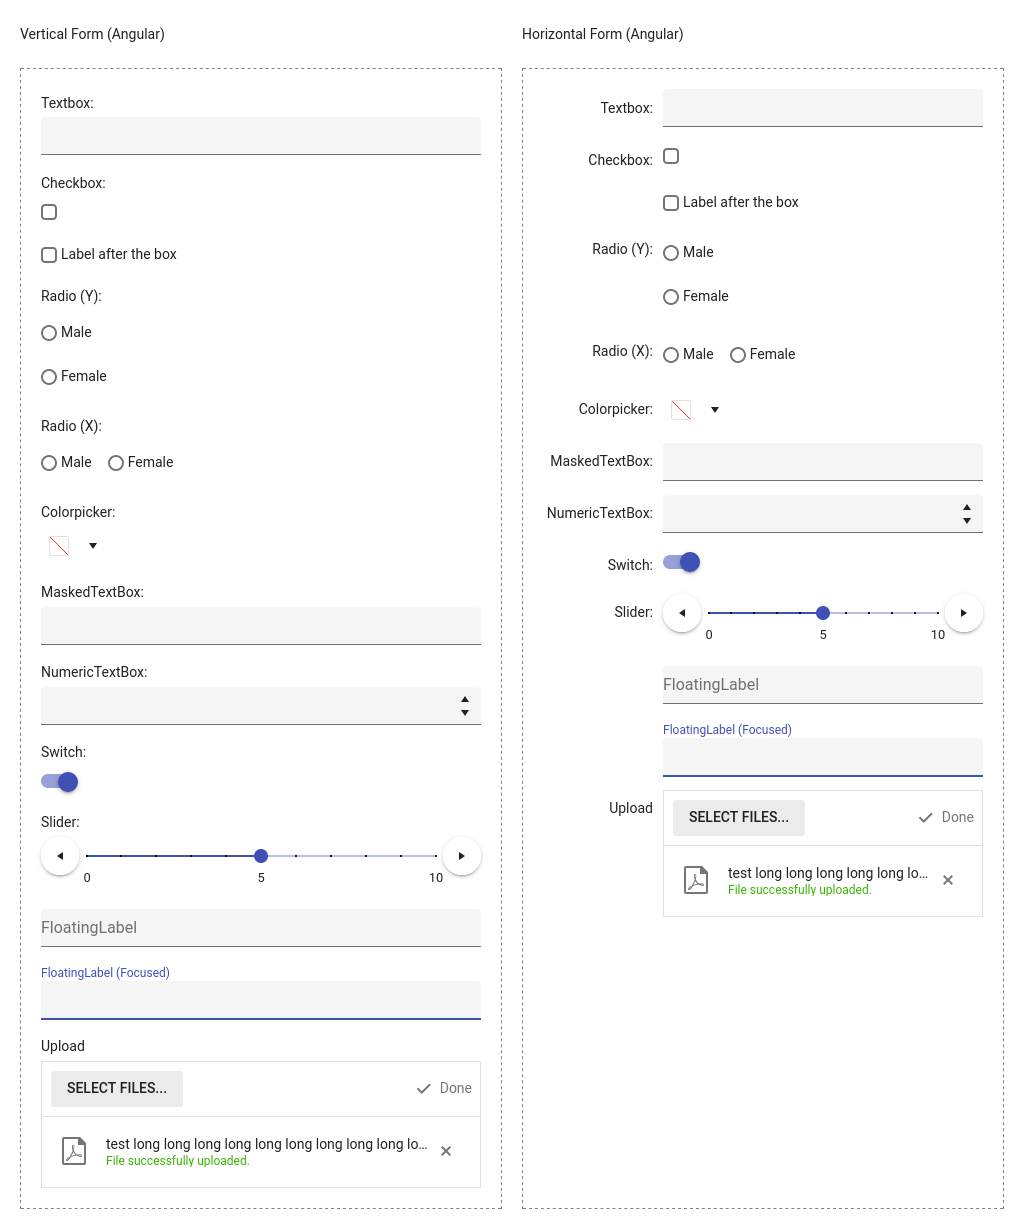 Vertical Form (Angular)
Textbox:
Checkbox:
Label after the box
Radio (Y):
Male
Female
Radio (X):
Male Female
Colorpicker:
MaskedTextBox:
NumericTextBox:
Switch:
Slider:
0 5 10
FloatingLabel
FloatingLabel (Focused)
Upload
SELECT FILES... Done
test long long long long long long long long long lo...
File successfully uploaded.
Horizontal Form (Angular)
Textbox:
Checkbox:
Label after the box
Radio (Y): Male
Female
Radio (X): Male Female
Colorpicker:
MaskedTextBox:
NumericTextBox:
Switch:
Slider:
0 5 10
FloatingLabel
FloatingLabel (Focused)
Upload SELECT FILES... Done
test long long long long long lo...
File successfully uploaded.